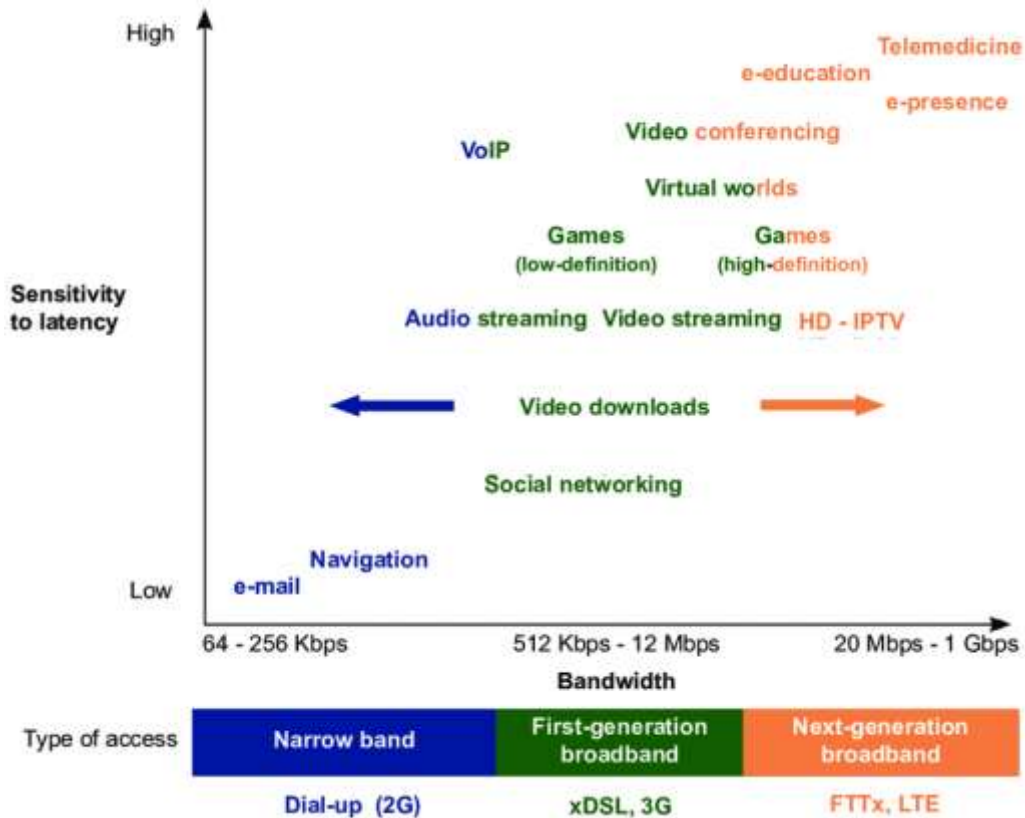 High
Telemedicine
e-education
e-presence
Video conferencing
VoIP
Virtual worlds
Games
(low-definition)
Games
(high-definition)
Sensitivity
to latency
Audio streaming
Video streaming
HD - IPTV
Video downloads
Social networking
Navigation
e-mail
Low
64 - 256 Kbps
512 Kbps - 12 Mbps
20 Mbps - 1 Gbps
Bandwidth
Type of access
Narrow band
First-generation
broadband
Next-generation
broadband
Dial-up (2G)
xDSL, 3G
FTTx, LTE